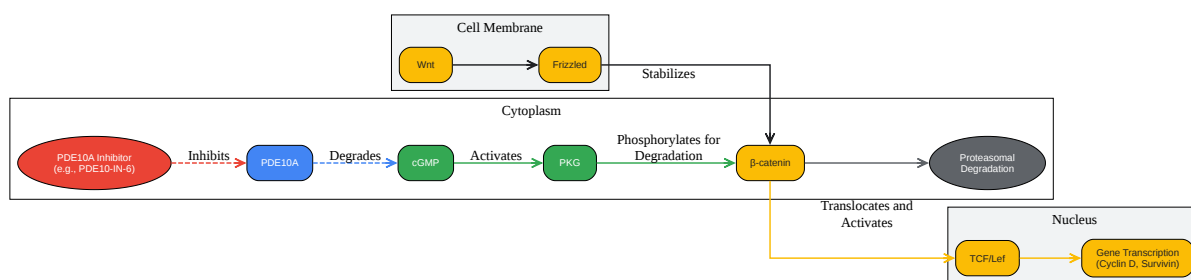 Cell Membrane
Wnt
Frizzled
Stabilizes
Cytoplasm
PDE10A Inhibitor
(e.g., PDE10-IN-6)
Inhibits
PDE10A
Degrades
cGMP
Activates
PKG
Phosphorylates for
Degradation
β-catenin
Proteasomal
Degradation
Translocates and
Activates
Nucleus
TCF/Lef
Gene Transcription
(Cyclin D, Survivin)